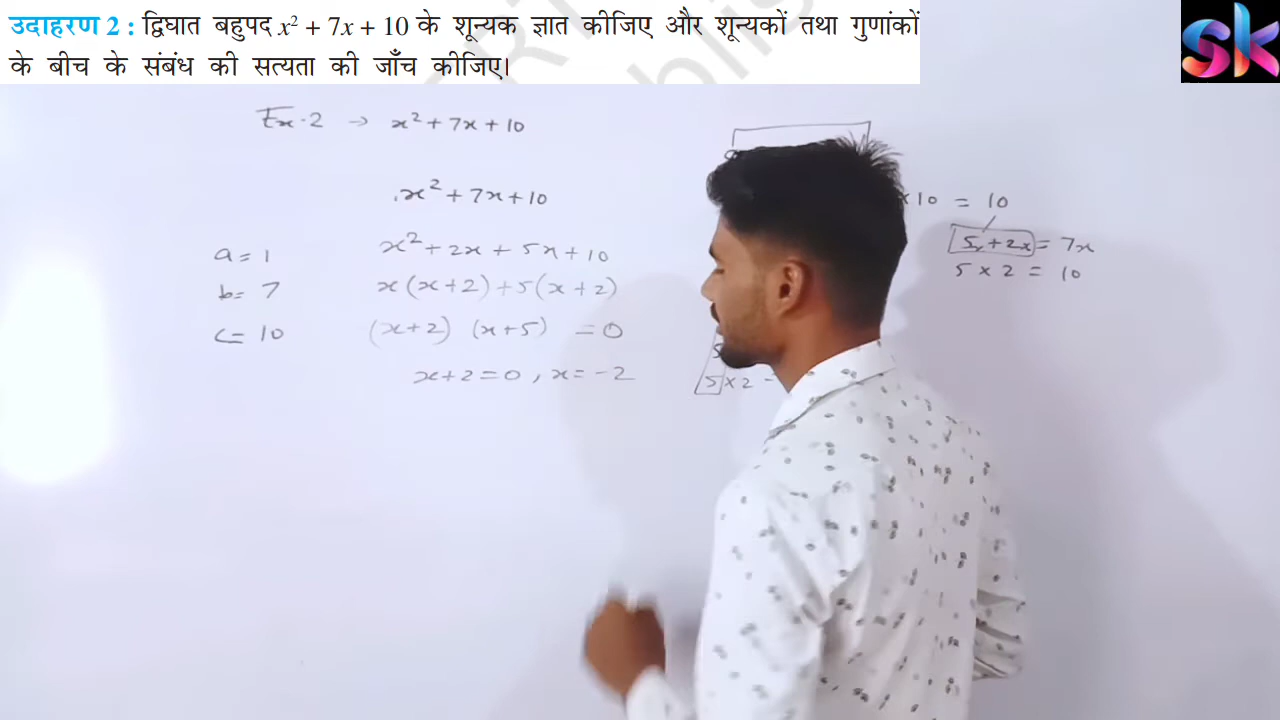 उदाहरण 2 : द्विघात बहुपद x² + 7x + 10 के शून्यक ज्ञात कीजिए और शून्यकों तथा गुणांकों
के बीच के संबंध की सत्यता की जाँच कीजिए।
sk
Ex.2 → x² + 7x + 10
x² + 7x + 10
x² + 2x + 5x + 10
x(x+2) + 5(x+2)
(x+2) (x+5) = 0
x+2=0, x=-2
a = 1
b = 7
c = 10
×10 = 10
5x+2x = 7x
5 × 2 = 10
5 × 2